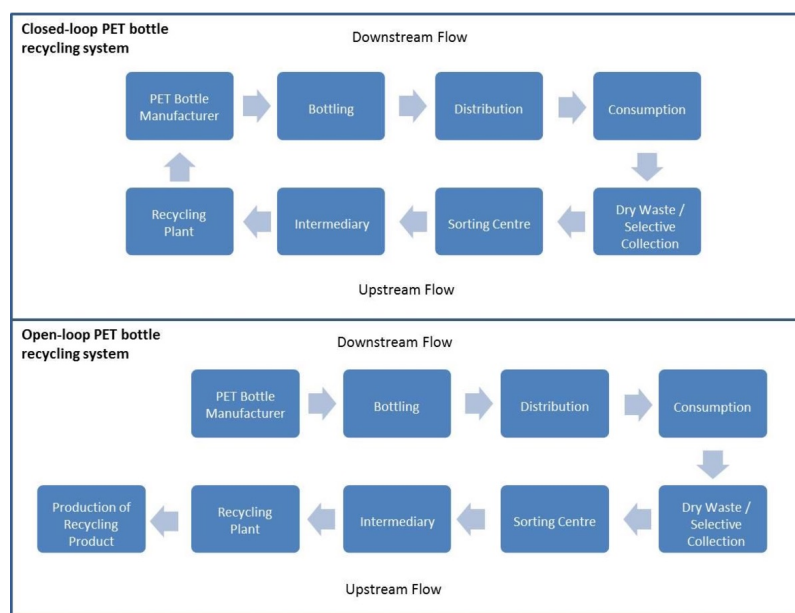 Closed-loop PET bottle
recycling system
Downstream Flow
PET Bottle
Manufacturer
Bottling
Distribution
Consumption
Recycling
Plant
Intermediary
Sorting Centre
Dry Waste /
Selective
Collection
Upstream Flow
Open-loop PET bottle
recycling system
Downstream Flow
PET Bottle
Manufacturer
Bottling
Distribution
Consumption
Production of
Recycling
Product
Recycling
Plant
Intermediary
Sorting Centre
Dry Waste /
Selective
Collection
Upstream Flow